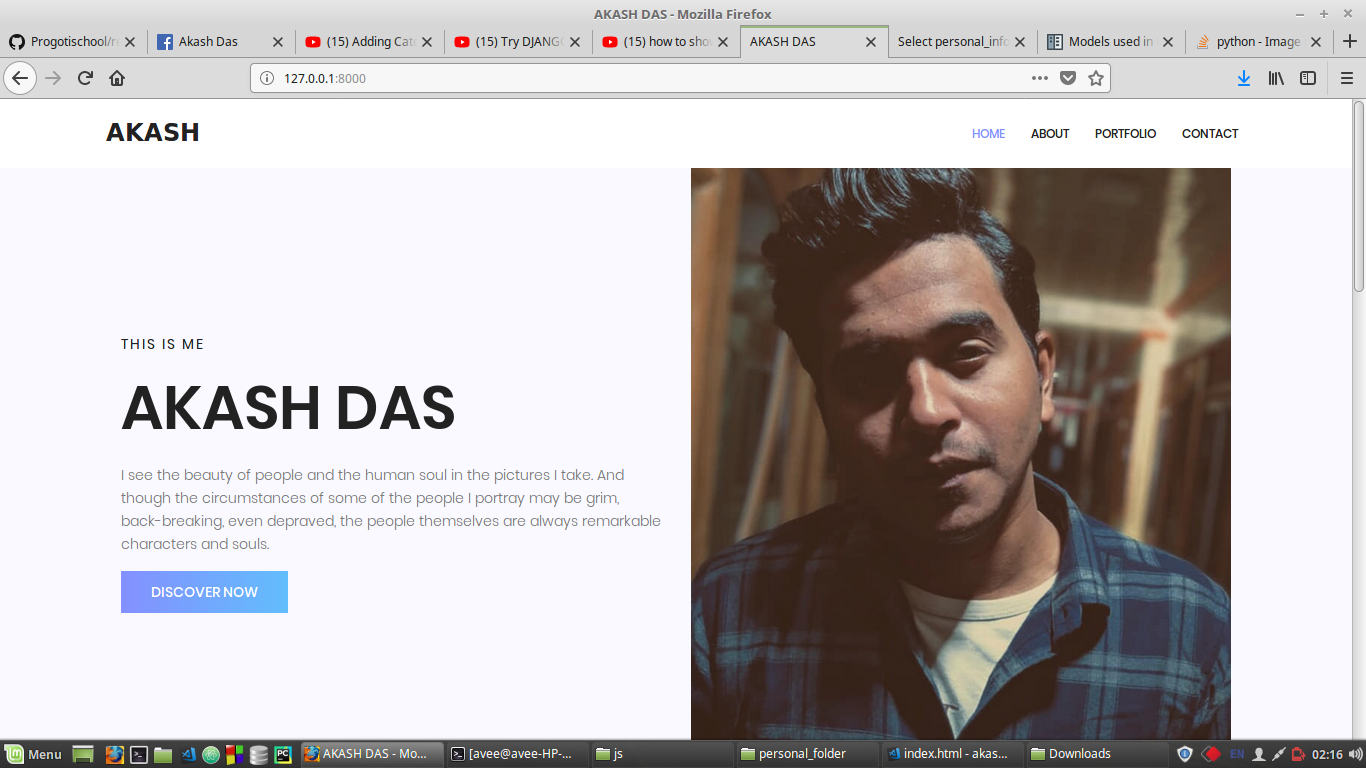 AKASH DAS - Mozilla Firefox
Progotischool/r
Akash Das
(15) Adding Cat
(15) Try DJANG
(15) how to sho
AKASH DAS
Select personal_info
Models used in
python - Image
127.0.0.1:8000
AKASH
HOME
ABOUT
PORTFOLIO
CONTACT
THIS IS ME
AKASH DAS
I see the beauty of people and the human soul in the pictures I take. And
though the circumstances of some of the people I portray may be grim,
back-breaking, even depraved, the people themselves are always remarkable
characters and souls.
DISCOVER NOW
Menu
AKASH DAS - Mo...
[avee@avee-HP-...
js
personal_folder
index.html - akas...
Downloads
EN
02:16